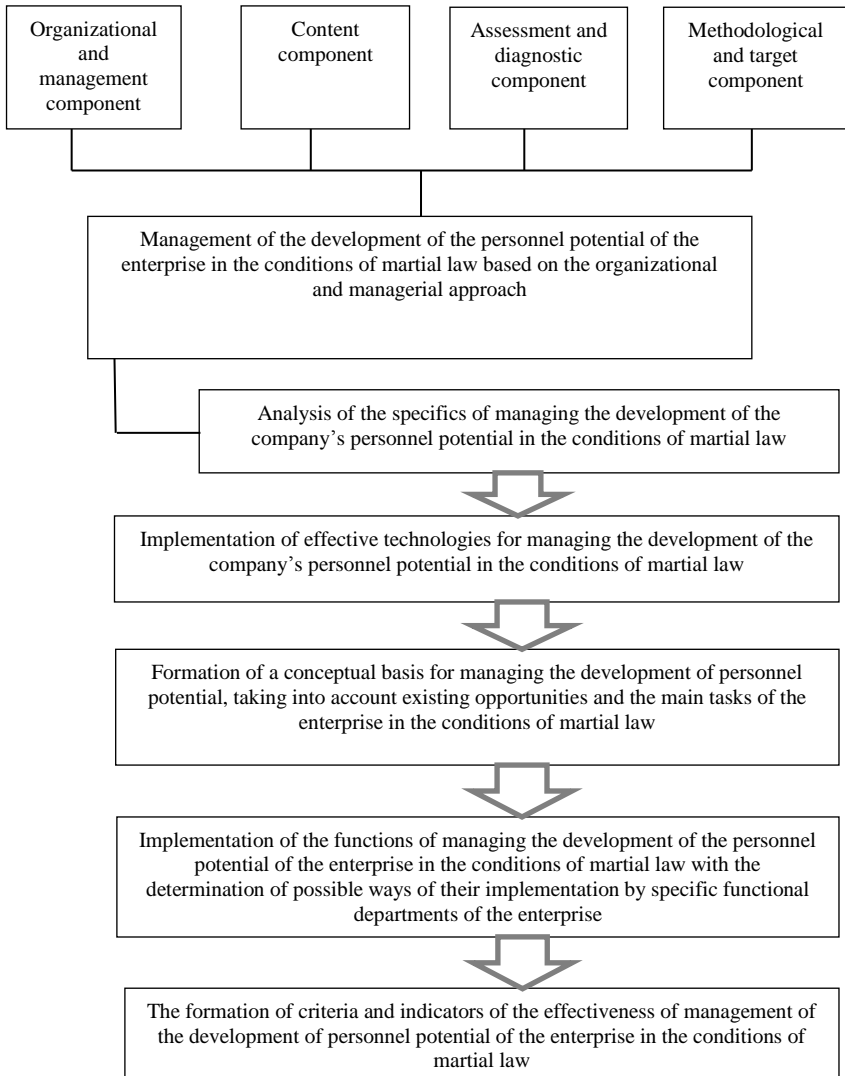 Organizational
and
management
component
Content
component
Assessment and
diagnostic
component
Methodological
and target
component
Management of the development of the personnel potential of the
enterprise in the conditions of martial law based on the organizational
and managerial approach
Analysis of the specifics of managing the development of the
company’s personnel potential in the conditions of martial law
Implementation of effective technologies for managing the development of the
company’s personnel potential in the conditions of martial law
Formation of a conceptual basis for managing the development of personnel
potential, taking into account existing opportunities and the main tasks of the
enterprise in the conditions of martial law
Implementation of the functions of managing the development of the personnel
potential of the enterprise in the conditions of martial law with the
determination of possible ways of their implementation by specific functional
departments of the enterprise
The formation of criteria and indicators of the effectiveness of management of
the development of personnel potential of the enterprise in the conditions of
martial law